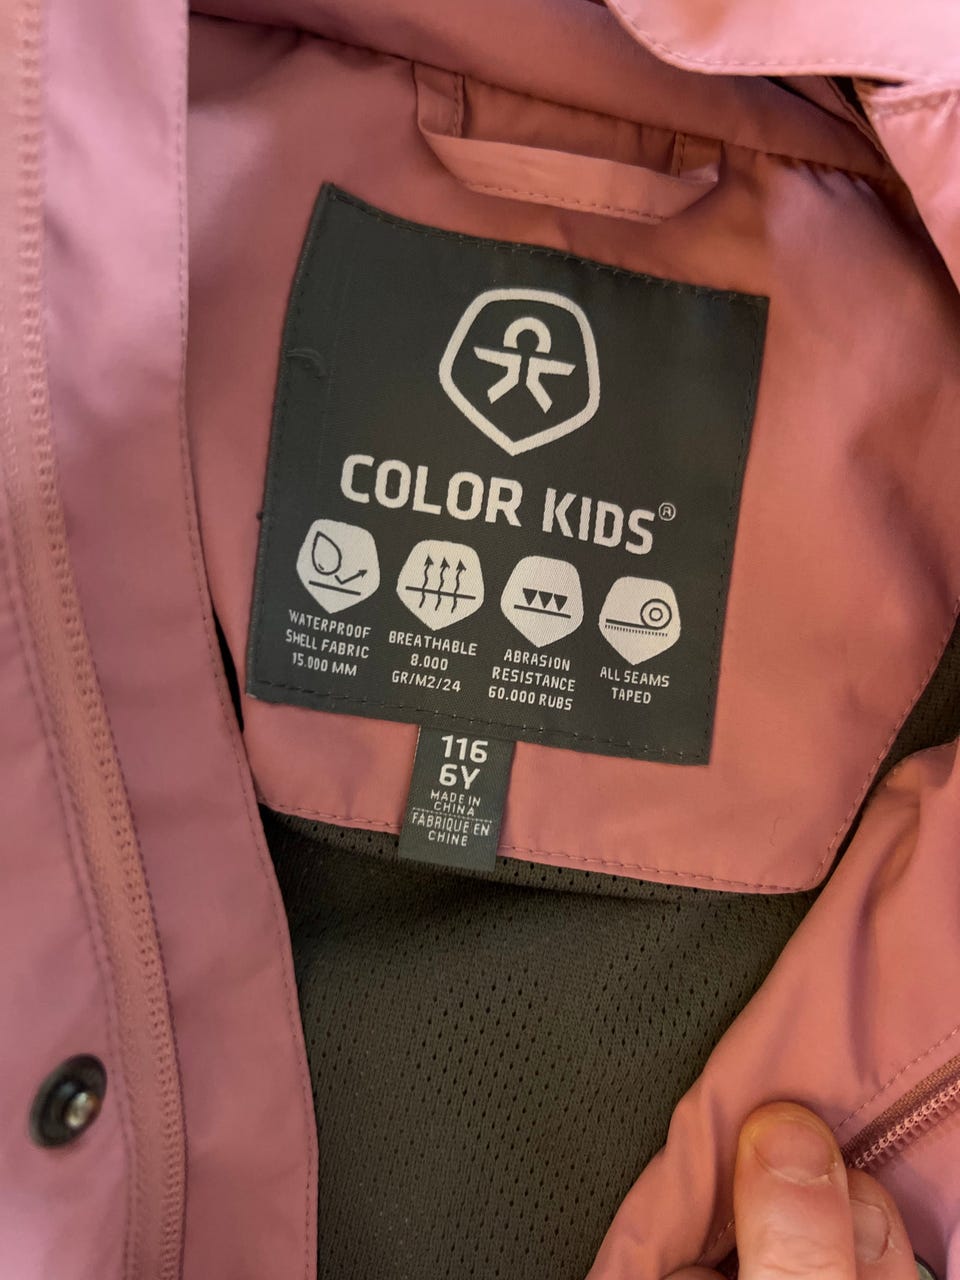 COLOR KIDS®
WATERPROOF
SHELL FABRIC
15.000 MM
BREATHABLE
8.000
GR/M2/24
ABRASION
RESISTANCE
60.000 RUBS
ALL SEAMS
TAPED
116
6Y
MADE IN
CHINA
FABRIQUE EN
CHINE